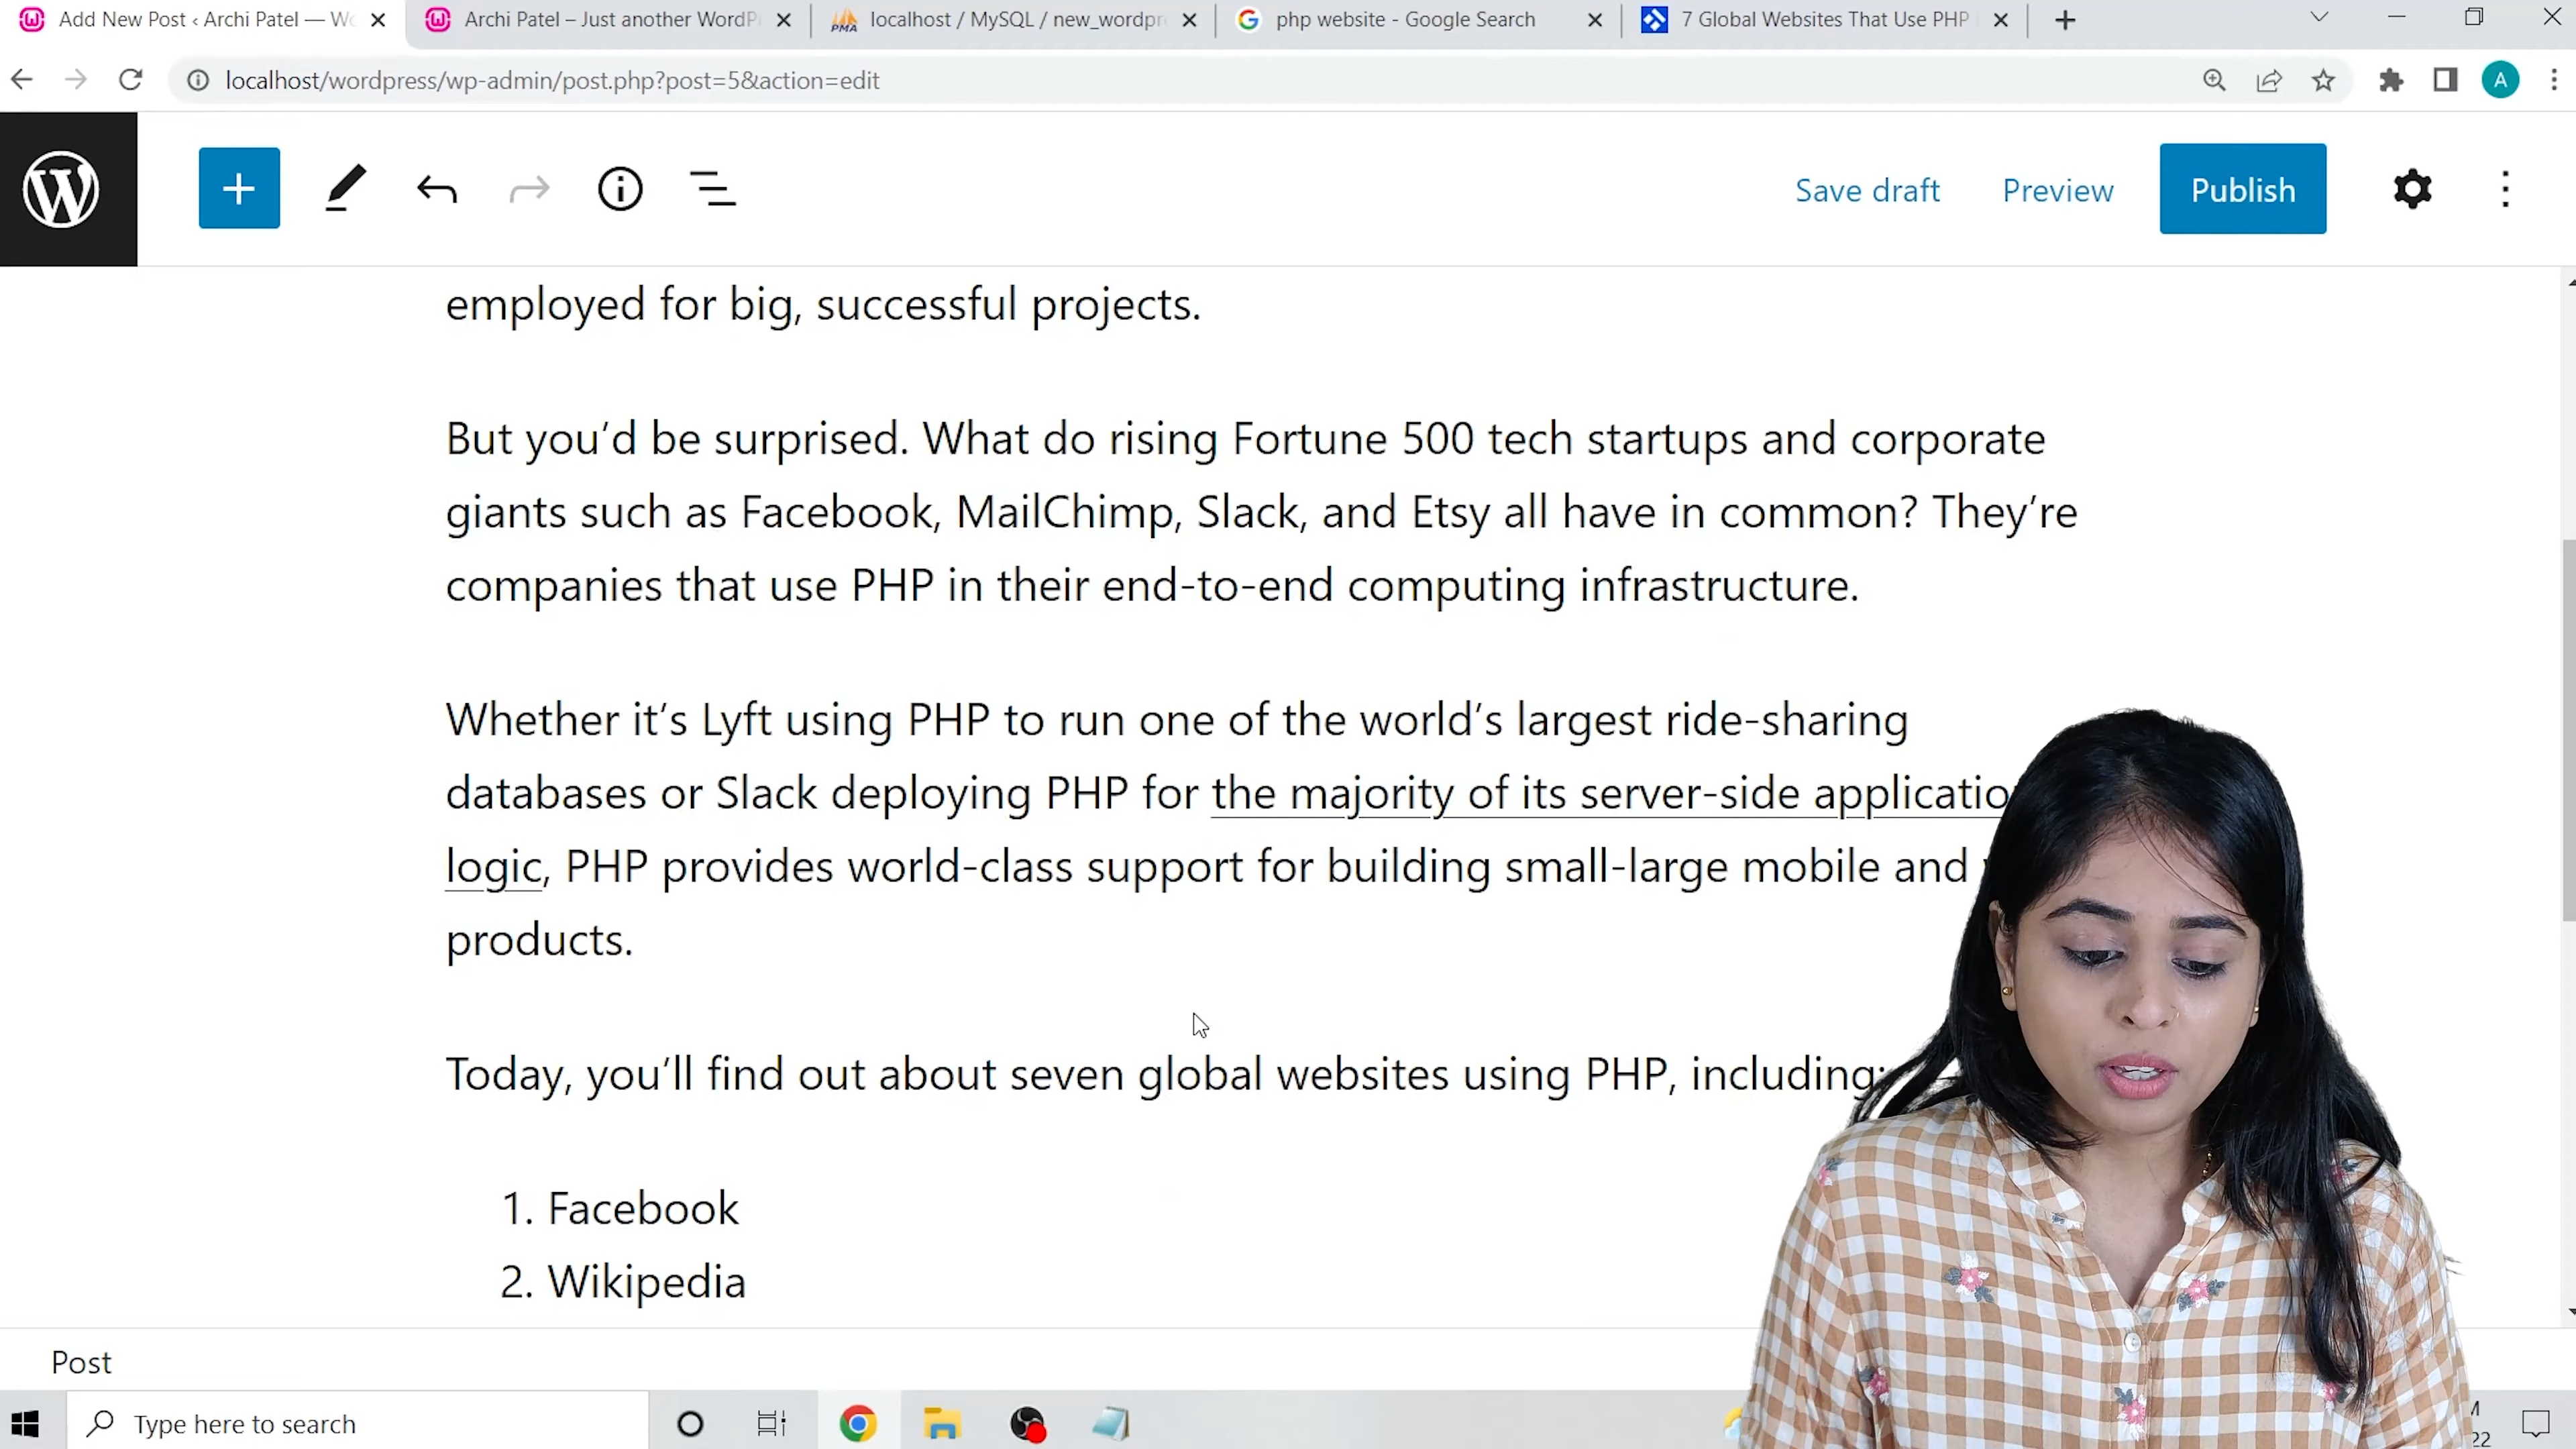 Add New Post ‹ Archi Patel — Wo
Archi Patel – Just another WordPr
localhost / MySQL / new_wordpre
php website - Google Search
7 Global Websites That Use PHP
localhost/wordpress/wp-admin/post.php?post=5&action=edit
A
Save draft
Preview
Publish
employed for big, successful projects.
But you’d be surprised. What do rising Fortune 500 tech startups and corporate
giants such as Facebook, MailChimp, Slack, and Etsy all have in common? They’re
companies that use PHP in their end-to-end computing infrastructure.
Whether it’s Lyft using PHP to run one of the world’s largest ride-sharing
databases or Slack deploying PHP for the majority of its server-side applicatio
logic, PHP provides world-class support for building small-large mobile and
products.
Today, you’ll find out about seven global websites using PHP, including:
1. Facebook
2. Wikipedia
Post
Type here to search